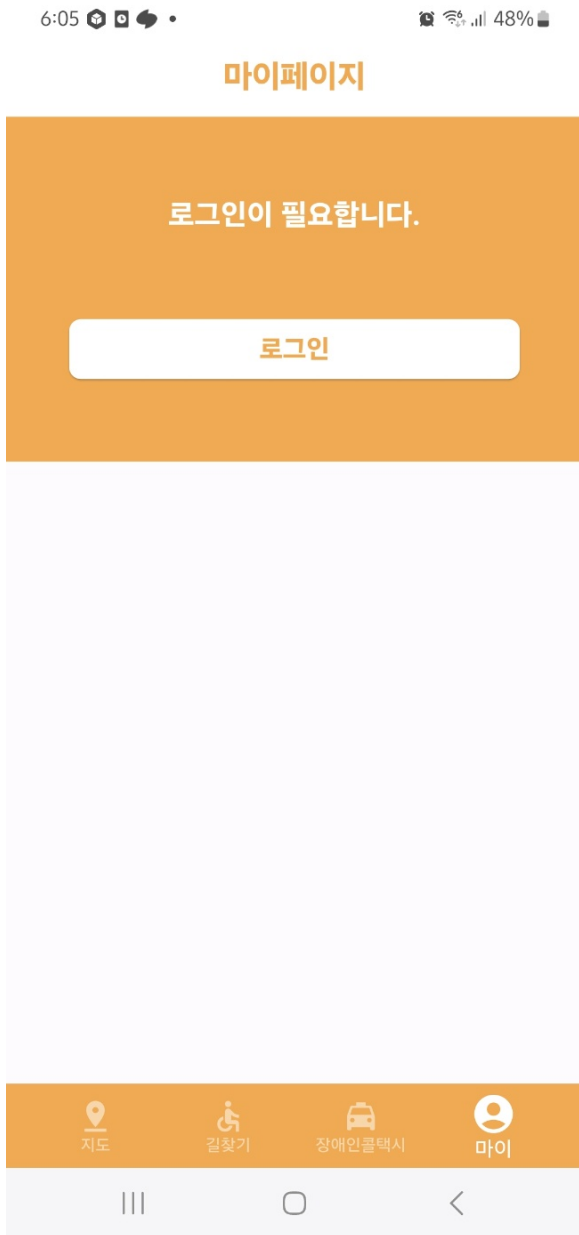 6:05 48%
마이페이지
로그인이 필요합니다.
로그인
지도 길찾기 장애인콜택시 마이